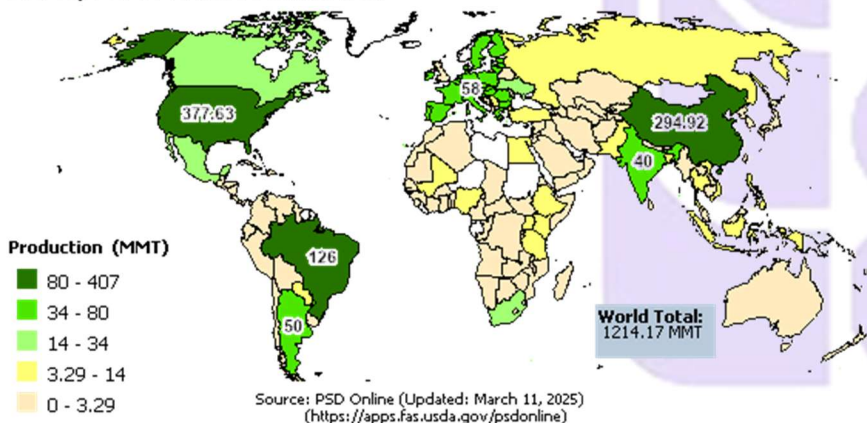 377.63
58
294.92
40
126
50
Production (MMT)
80 - 407
34 - 80
14 - 34
3.29 - 14
0 - 3.29
World Total:
1214.17 MMT
Source: PSD Online (Updated: March 11, 2025)
(https://apps.fas.usda.gov/psdonline)